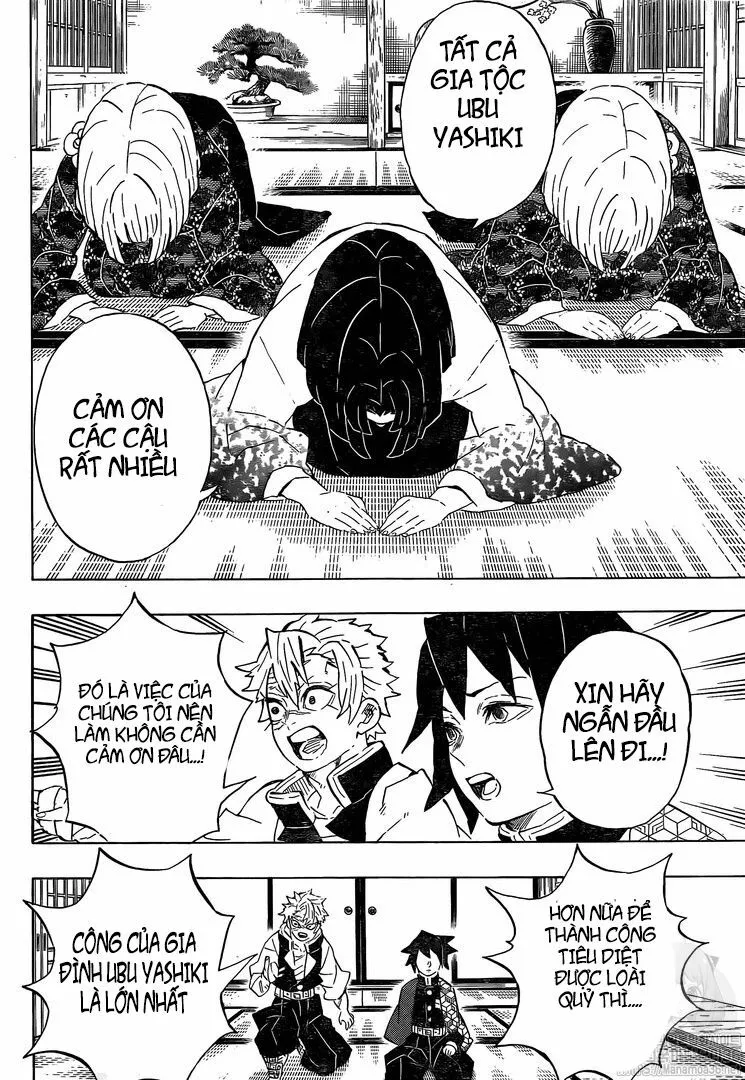 TẤT CẢ
GIA TỘC
UBU
YASHIKI
CẢM ƠN
CÁC CẬU
RẤT NHIỀU
XIN HÃY
NGẪN ĐẦU
LÊN ĐI...!
ĐÓ LÀ VIỆC CỦA
CHÚNG TÔI NÊN
LÀM KHÔNG CẦN
CẢM ƠN ĐÂU...!
HƠN NỮA ĐỂ
THÀNH CÔNG
TIÊU DIỆT
ĐƯỢC LOÀI
QUỶ THÌ....
CÔNG CỦA GIA
ĐÌNH UBU YASHIKI
LÀ LỚN NHẤT